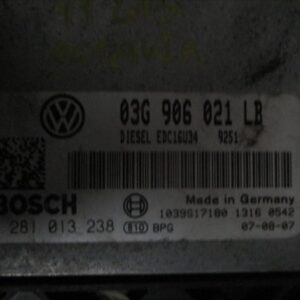 03G 906 021 LB
DIESEL EDC16U34 9251
BOSCH
Made in Germany
1039S17180 1316 0542
281 013 238
BPG
07-08-07